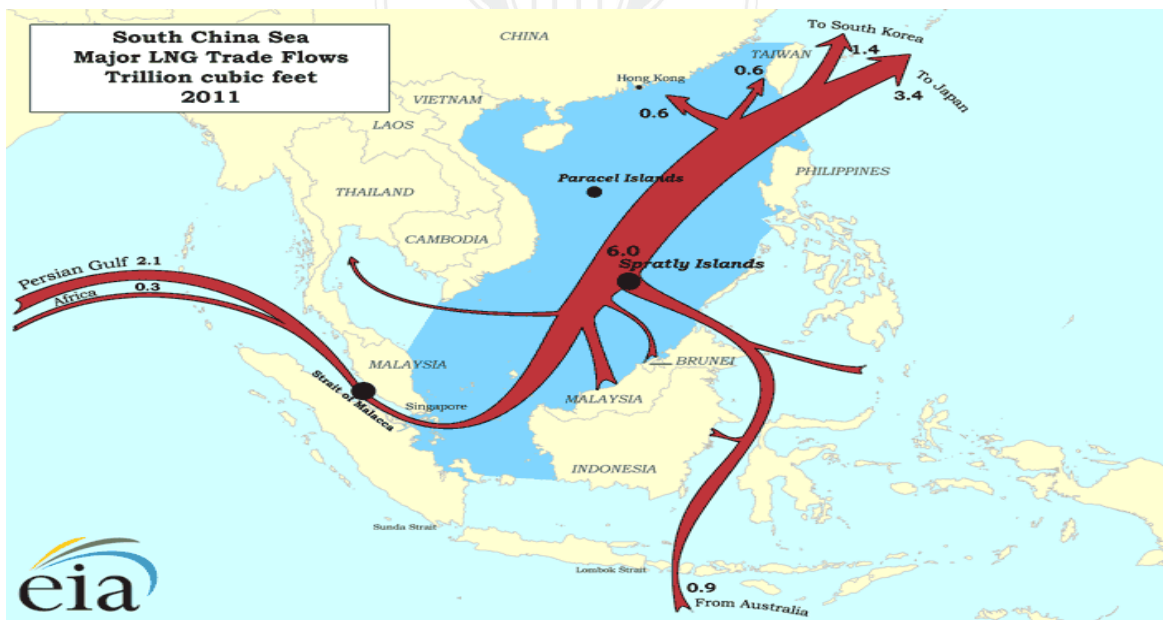 South China Sea
Major LNG Trade Flows
Trillion cubic feet
2011
CHINA
To South Korea
1.4
TAIWAN
0.6
Hong Kong
0.6
To Japan
3.4
VIETNAM
LAOS
Paracel Islands
PHILIPPINES
THAILAND
CAMBODIA
6.0
Spratly Islands
Persian Gulf 2.1
Africa
0.3
MALAYSIA
BRUNEI
Strait of Malacca
Singapore
MALAYSIA
INDONESIA
Sunda Strait
Lombok Strait
0.9
From Australia
eia